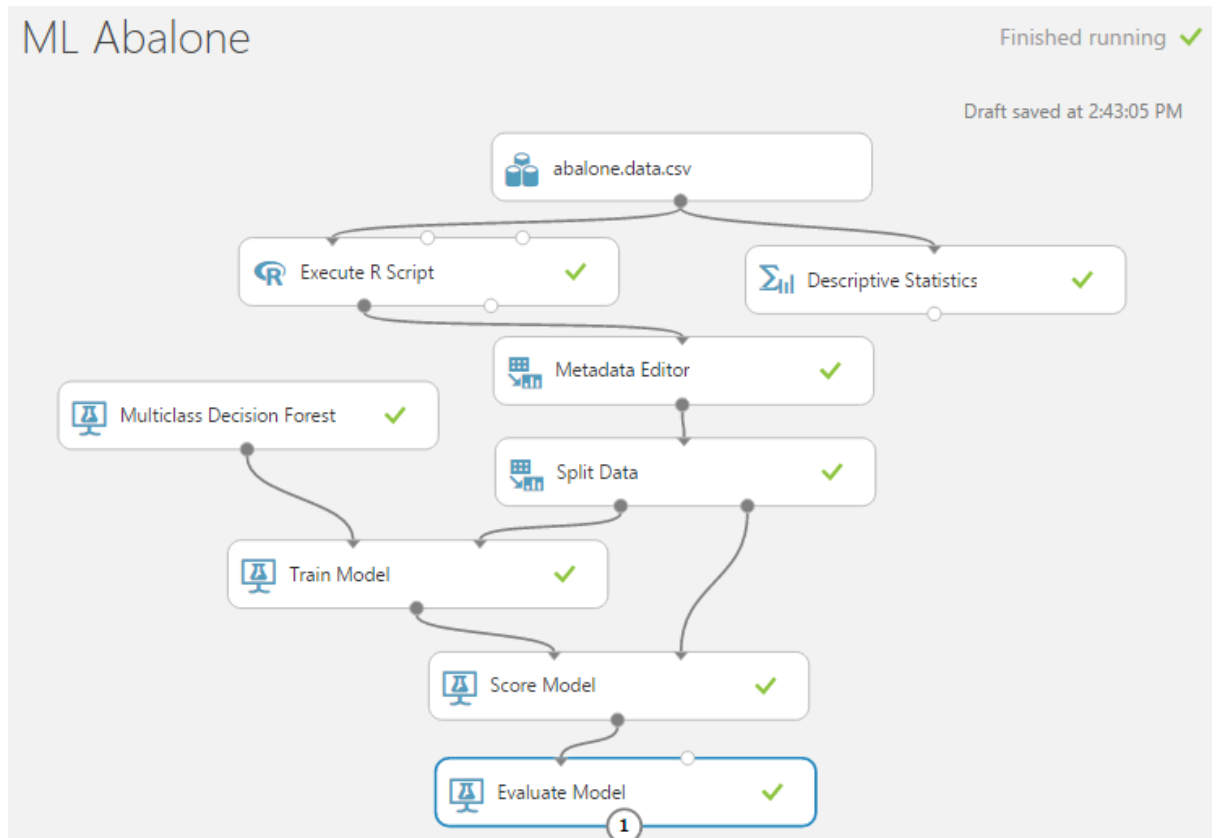 ML Abalone
Finished running
Draft saved at 2:43:05 PM
abalone.data.csv
Execute R Script
Descriptive Statistics
Metadata Editor
Multiclass Decision Forest
Split Data
Train Model
Score Model
Evaluate Model
1